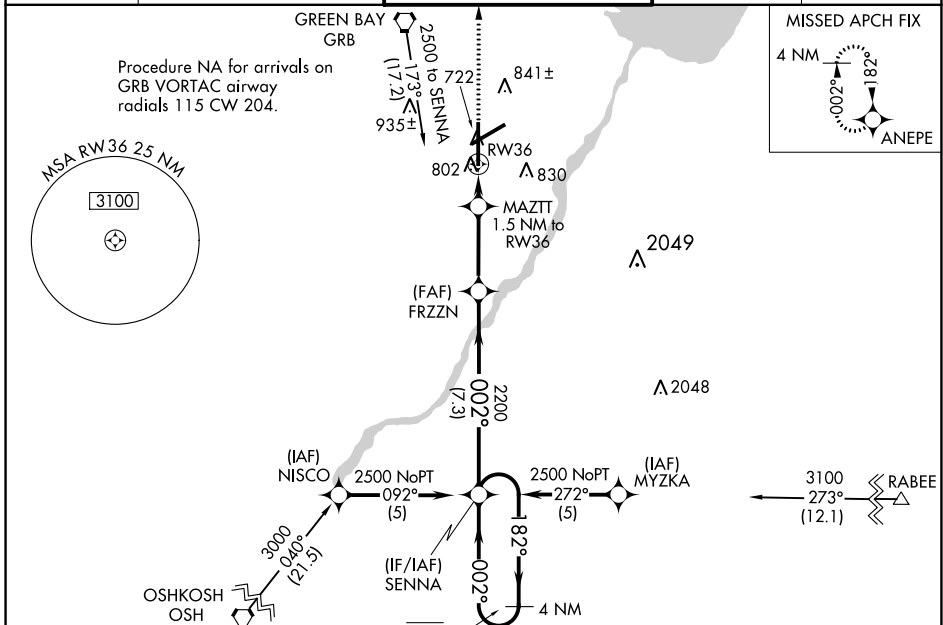 GREEN BAY
GRB
2500 to SENNA
173°
(17.2)
Procedure NA for arrivals on
GRB VORTAC airway
radials 115 CW 204.
935±
722
841±
MISSED APCH FIX
4 NM
002°
182°
ANEPE
MSA RW36 25 NM
3100
RW36
802
830
MAZTT
1.5 NM to
RW36
2049
(FAF)
FRZZN
2200
002°
(7.3)
2048
(IAF)
NISCO
2500 NoPT
092°
(5)
2500 NoPT
272°
(5)
(IAF)
MYZKA
3100
273°
(12.1)
RABEE
3000
040°
(21.5)
(IF/IAF)
SENNA
002°
182°
4 NM
OSHKOSH
OSH